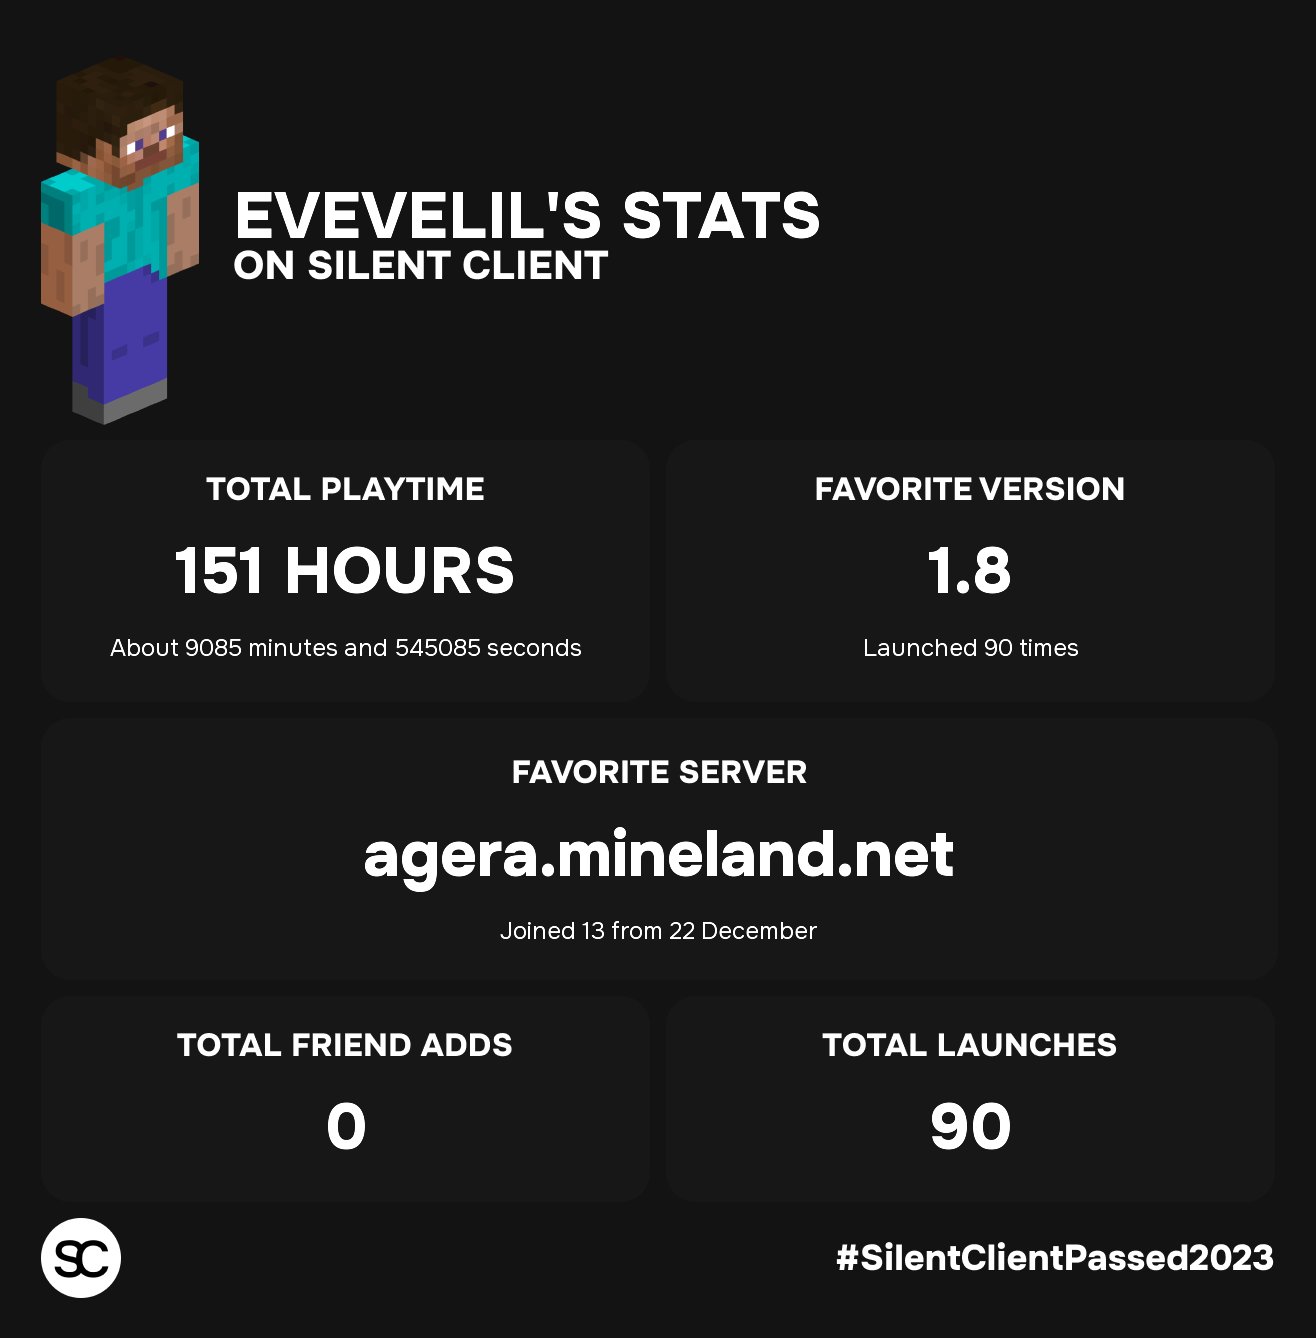 EVEVELIL'S STATS
ON SILENT CLIENT
TOTAL PLAYTIME
151 HOURS
About 9085 minutes and 545085 seconds
FAVORITE VERSION
1.8
Launched 90 times
FAVORITE SERVER
agera.mineland.net
Joined 13 from 22 December
TOTAL FRIEND ADDS
0
TOTAL LAUNCHES
90
SC
#SilentClientPassed2023